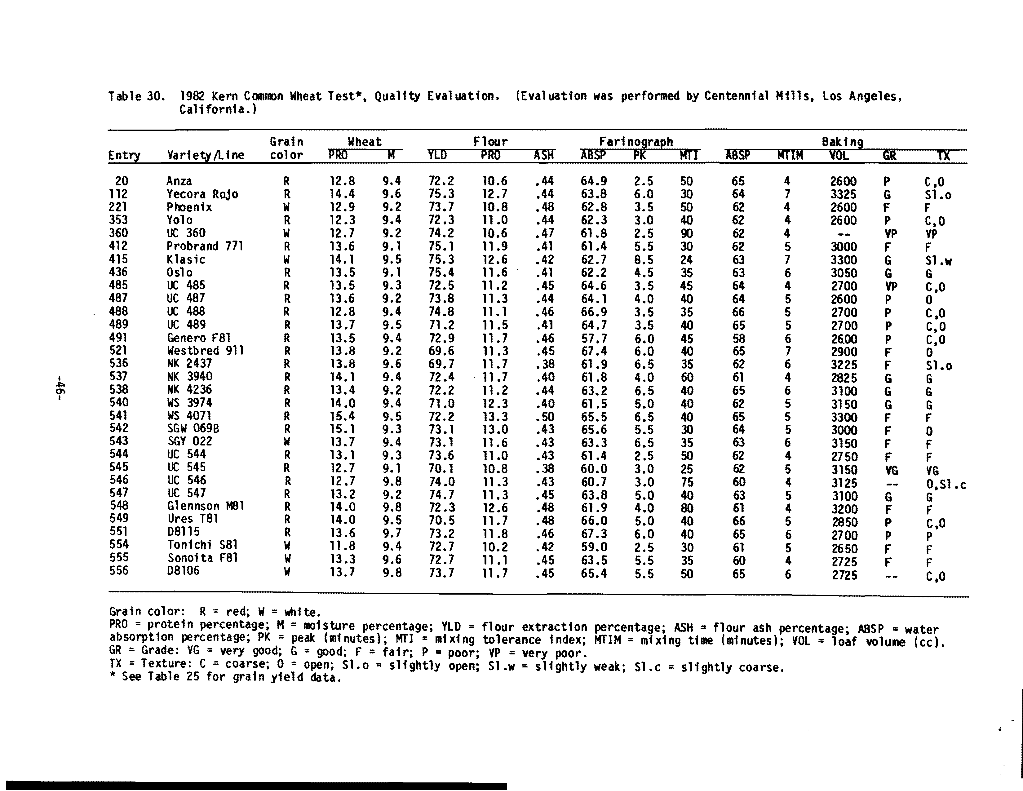 Table 30. 1982 Kern Common Wheat Test*, Quality Evaluation. (Evaluation was performed by Centennial Mills, Los Angeles,
California.)
Grain Wheat Flour Farinograph Baking
Entry Variety/Line color PRO M YLD PRO ASH ABSP PK MTI ABSP MTIM VOL GR TX
20 Anza R 12.8 9.4 72.2 10.6 .44 64.9 2.5 50 65 4 2600 P C,O
112 Yecora Rojo R 14.4 9.6 75.3 12.7 .44 63.8 6.0 30 64 7 3325 G Sl.o
221 Phoenix W 12.9 9.2 73.7 10.8 .48 62.8 3.5 50 62 4 2600 F F
353 Yolo R 12.3 9.4 72.3 11.0 .44 62.3 3.0 40 62 4 2600 P C,O
360 UC 360 W 12.7 9.2 74.2 10.6 .47 61.8 2.5 90 62 4 -- VP VP
412 Probrand 771 R 13.6 9.1 75.1 11.9 .41 61.4 5.5 30 62 5 3000 F F
415 Klasic W 14.1 9.5 75.3 12.6 .42 62.7 8.5 24 63 7 3300 G Sl.w
436 Oslo R 13.5 9.1 75.4 11.6 .41 62.2 4.5 35 63 6 3050 G G
485 UC 485 R 13.5 9.3 72.5 11.2 .45 64.6 3.5 45 64 4 2700 VP C,O
487 UC 487 R 13.6 9.2 73.8 11.3 .44 64.1 4.0 40 64 5 2600 P O
488 UC 488 R 12.8 9.4 74.8 11.1 .46 66.9 3.5 35 66 5 2700 P C,O
489 UC 489 R 13.7 9.5 71.2 11.5 .41 64.7 3.5 40 65 5 2700 P C,O
491 Genero F81 R 13.5 9.4 72.9 11.7 .46 57.7 6.0 45 58 6 2600 P C,O
521 Westbred 911 R 13.8 9.2 69.6 11.3 .45 67.4 6.0 40 65 7 2900 F O
536 NK 2437 R 13.8 9.6 69.7 11.7 .38 61.9 6.5 35 62 6 3225 F Sl.o
537 NK 3940 R 14.1 9.4 72.4 11.7 .40 61.8 4.0 60 61 4 2825 G G
538 NK 4236 R 13.4 9.2 72.2 11.2 .44 63.2 6.5 40 65 6 3100 G G
540 WS 3974 R 14.0 9.4 71.0 12.3 .40 61.5 5.0 40 62 5 3150 G G
541 WS 4071 R 15.4 9.5 72.2 13.3 .50 65.5 6.5 40 65 5 3300 F F
542 SGW 069B R 15.1 9.3 73.1 13.0 .43 65.6 5.5 30 64 5 3000 F O
543 SGY 022 W 13.7 9.4 73.1 11.6 .43 63.3 6.5 35 63 6 3150 F F
544 UC 544 R 13.1 9.3 73.6 11.0 .43 61.4 2.5 50 62 4 2750 F F
545 UC 545 R 12.7 9.1 70.1 10.8 .38 60.0 3.0 25 62 5 3150 VG VG
546 UC 546 R 12.7 9.8 74.0 11.3 .43 60.7 3.0 75 60 4 3125 -- O,Sl.c
547 UC 547 R 13.2 9.2 74.7 11.3 .45 63.8 5.0 40 63 5 3100 G G
548 Glennson M81 R 14.0 9.8 72.3 12.6 .48 61.9 4.0 80 61 4 3200 F F
549 Ures T81 R 14.0 9.5 70.5 11.7 .48 66.0 5.0 40 66 5 2850 P C,O
551 D8115 R 13.6 9.7 73.2 11.8 .46 67.3 6.0 40 65 6 2700 P P
554 Tonichi S81 W 11.8 9.4 72.7 10.2 .42 59.0 2.5 30 61 5 2650 F F
555 Sonoita F81 W 13.3 9.6 72.7 11.1 .45 63.5 5.5 35 60 4 2725 F F
556 D8106 W 13.7 9.8 73.7 11.7 .45 65.4 5.5 50 65 6 2725 -- C,O
Grain color: R = red; W = white.
PRO = protein percentage; M = moisture percentage; YLD = flour extraction percentage; ASH = flour ash percentage; ABSP = water
absorption percentage; PK = peak (minutes); MTI = mixing tolerance index; MTIM = mixing time (minutes); VOL = loaf volume (cc).
GR = Grade: VG = very good; G = good; F = fair; P = poor; VP = very poor.
TX = Texture: C = coarse; O = open; Sl.o = slightly open; Sl.w = slightly weak; Sl.c = slightly coarse.
* See Table 25 for grain yield data.
-46-